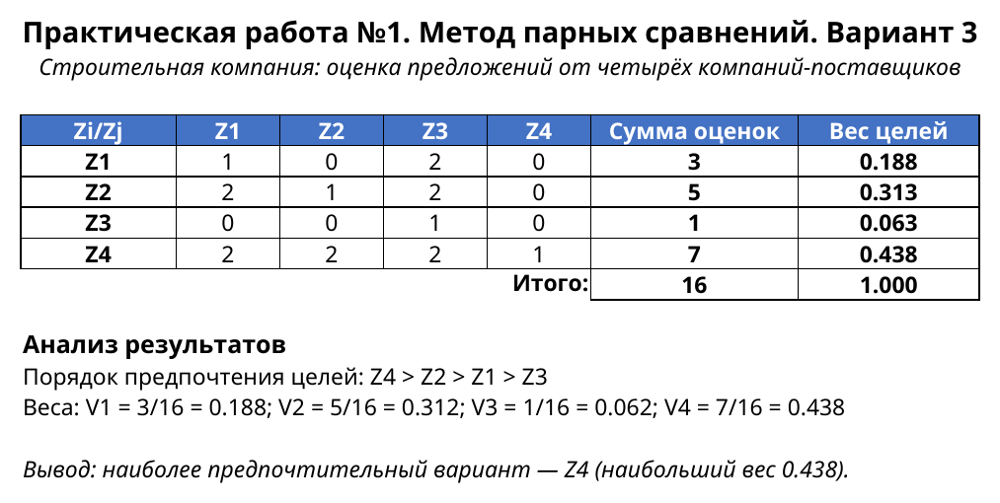 Практическая работа №1. Метод парных сравнений. Вариант 3
Строительная компания: оценка предложений от четырёх компаний-поставщиков
Zi/Zj Z1 Z2 Z3 Z4 Сумма оценок Вес целей
Z1 1 0 2 0 3 0.188
Z2 2 1 2 0 5 0.313
Z3 0 0 1 0 1 0.063
Z4 2 2 2 1 7 0.438
Итого: 16 1.000
Анализ результатов
Порядок предпочтения целей: Z4 > Z2 > Z1 > Z3
Веса: V1 = 3/16 = 0.188; V2 = 5/16 = 0.312; V3 = 1/16 = 0.062; V4 = 7/16 = 0.438
Вывод: наиболее предпочтительный вариант — Z4 (наибольший вес 0.438).